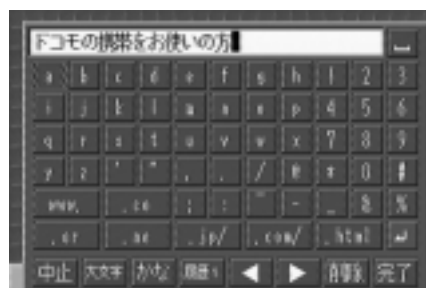 ドコモの携帯をお使いの方
a b c d e f g h 1 2 3
i j k l m n o p 4 5 6
q r s t u v w x 7 8 9
y z ' " , . / @ * 0 #
www. .co ; : ~ - _ & %
.or .ne .jp/ .com/ .html ↵
中止 大文字 かな 履歴 ◀ ▶ 削除 完了